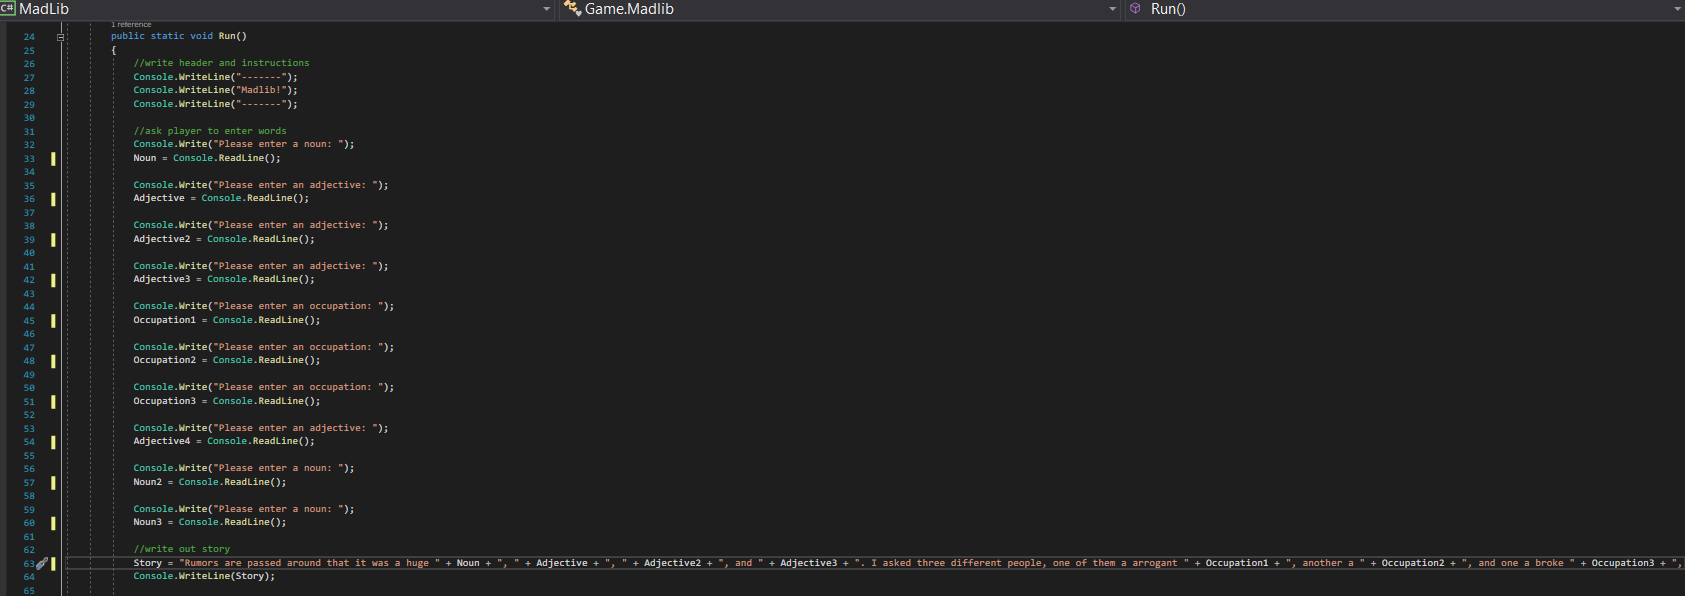 C# MadLib Game.Madlib Run()
1 reference
24 public static void Run()
25 {
26 //write header and instructions
27 Console.WriteLine("-------");
28 Console.WriteLine("Madlib!");
29 Console.WriteLine("-------");
30
31 //ask player to enter words
32 Console.Write("Please enter a noun: ");
33 Noun = Console.ReadLine();
34
35 Console.Write("Please enter an adjective: ");
36 Adjective = Console.ReadLine();
37
38 Console.Write("Please enter an adjective: ");
39 Adjective2 = Console.ReadLine();
40
41 Console.Write("Please enter an adjective: ");
42 Adjective3 = Console.ReadLine();
43
44 Console.Write("Please enter an occupation: ");
45 Occupation1 = Console.ReadLine();
46
47 Console.Write("Please enter an occupation: ");
48 Occupation2 = Console.ReadLine();
49
50 Console.Write("Please enter an occupation: ");
51 Occupation3 = Console.ReadLine();
52
53 Console.Write("Please enter an adjective: ");
54 Adjective4 = Console.ReadLine();
55
56 Console.Write("Please enter a noun: ");
57 Noun2 = Console.ReadLine();
58
59 Console.Write("Please enter a noun: ");
60 Noun3 = Console.ReadLine();
61
62 //write out story
63 Story = "Rumors are passed around that it was a huge " + Noun + ", " + Adjective + ", " + Adjective2 + ", and " + Adjective3 + ". I asked three different people, one of them a arrogant " + Occupation1 + ", another a " + Occupation2 + ", and one a broke " + Occupation3 + ",
64 Console.WriteLine(Story);
65